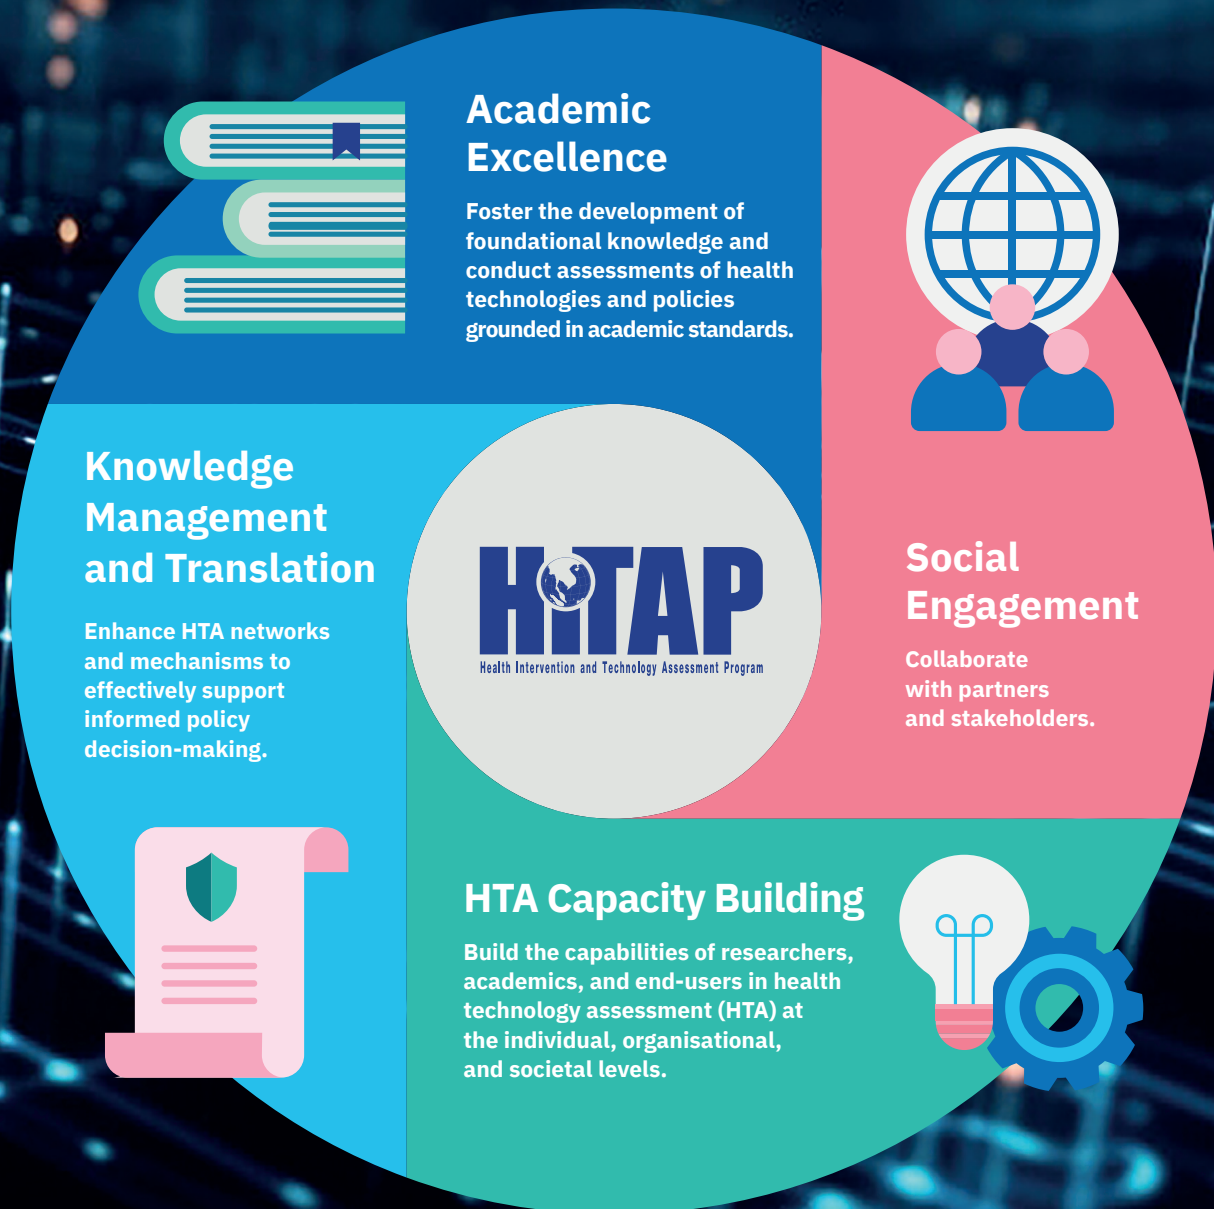 Academic
Excellence
Foster the development of
foundational knowledge and
conduct assessments of health
technologies and policies
grounded in academic standards.
Knowledge
Management
and Translation
Enhance HTA networks
and mechanisms to
effectively support
informed policy
decision-making.
HiTAP
Health Intervention and Technology Assessment Program
Social
Engagement
Collaborate
with partners
and stakeholders.
HTA Capacity Building
Build the capabilities of researchers,
academics, and end-users in health
technology assessment (HTA) at
the individual, organisational,
and societal levels.